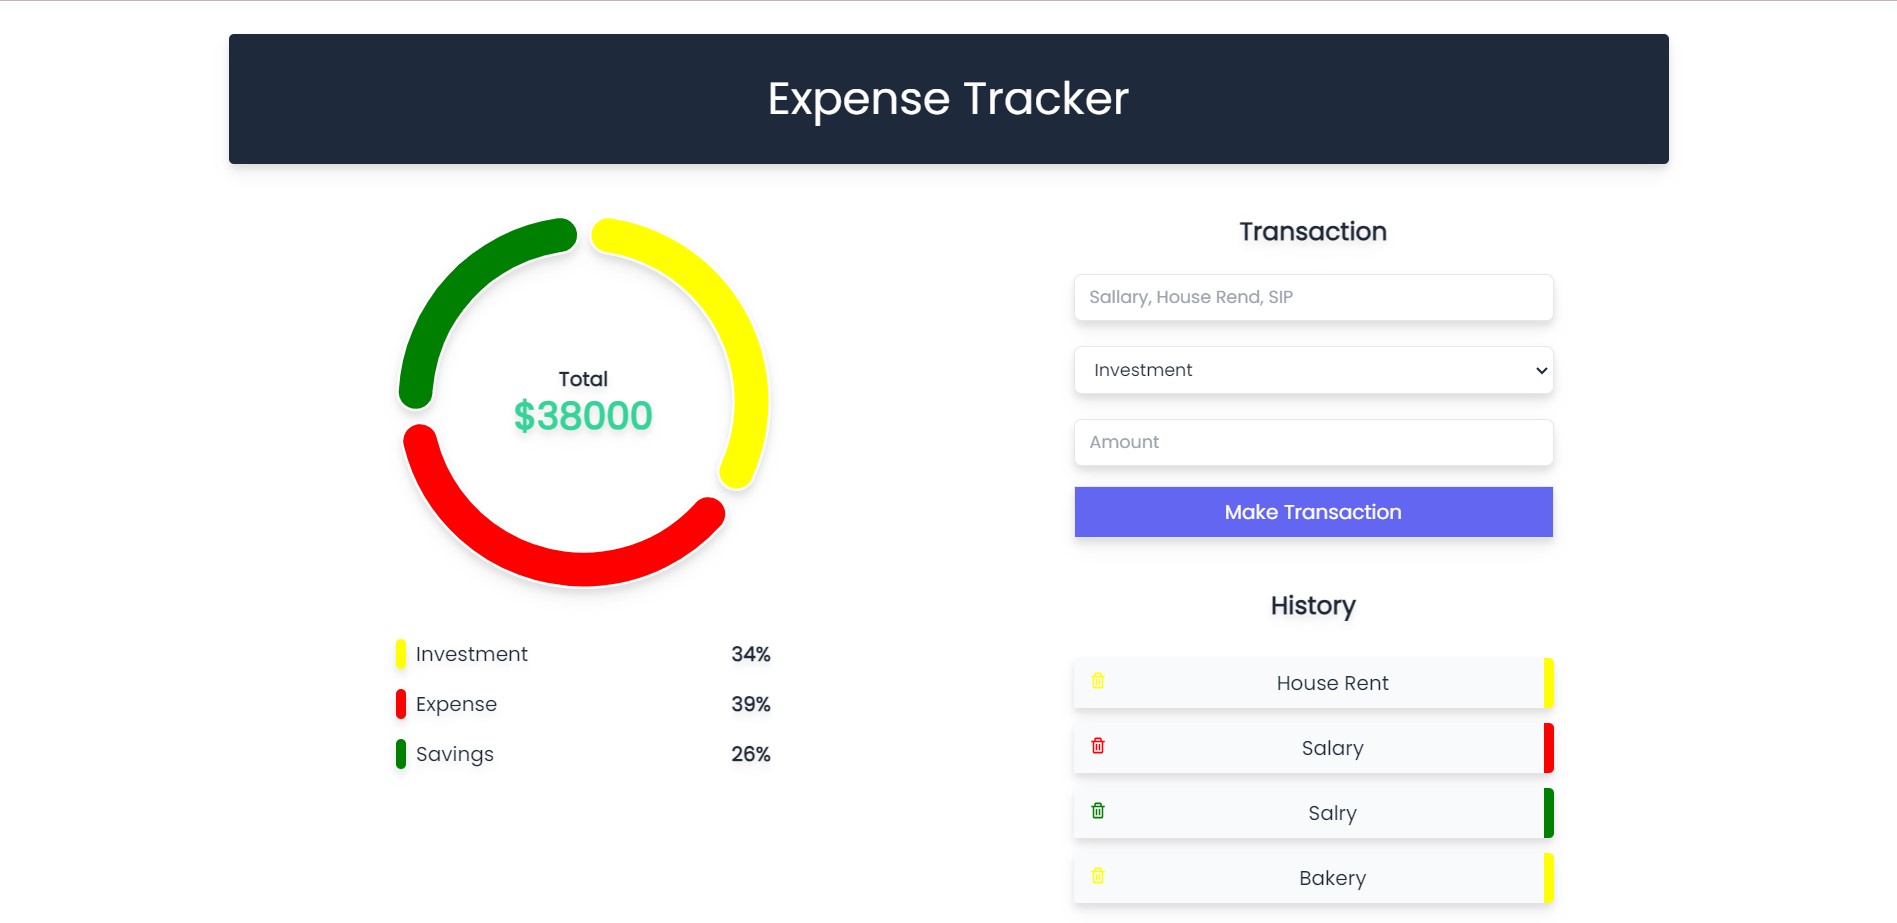 Expense Tracker
Total
$38000
Investment 34%
Expense 39%
Savings 26%
Transaction
Sallary, House Rend, SIP
Investment
Amount
Make Transaction
History
House Rent
Salary
Salry
Bakery